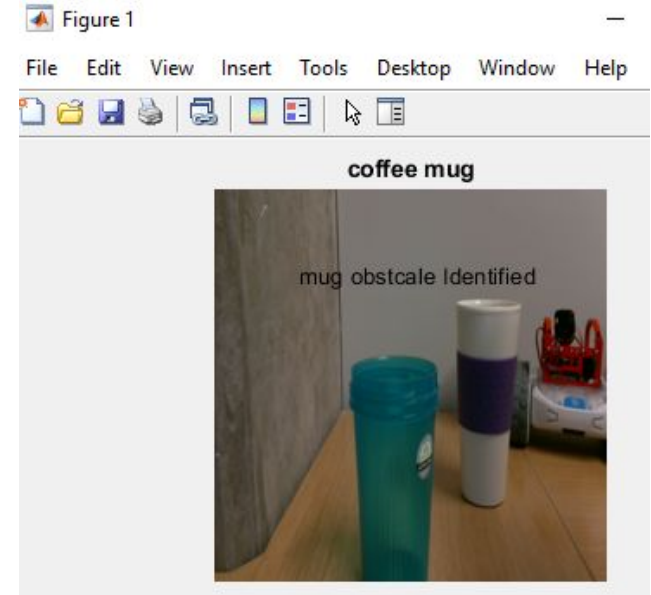 Figure 1
File Edit View Insert Tools Desktop Window Help
coffee mug
mug obstcale Identified